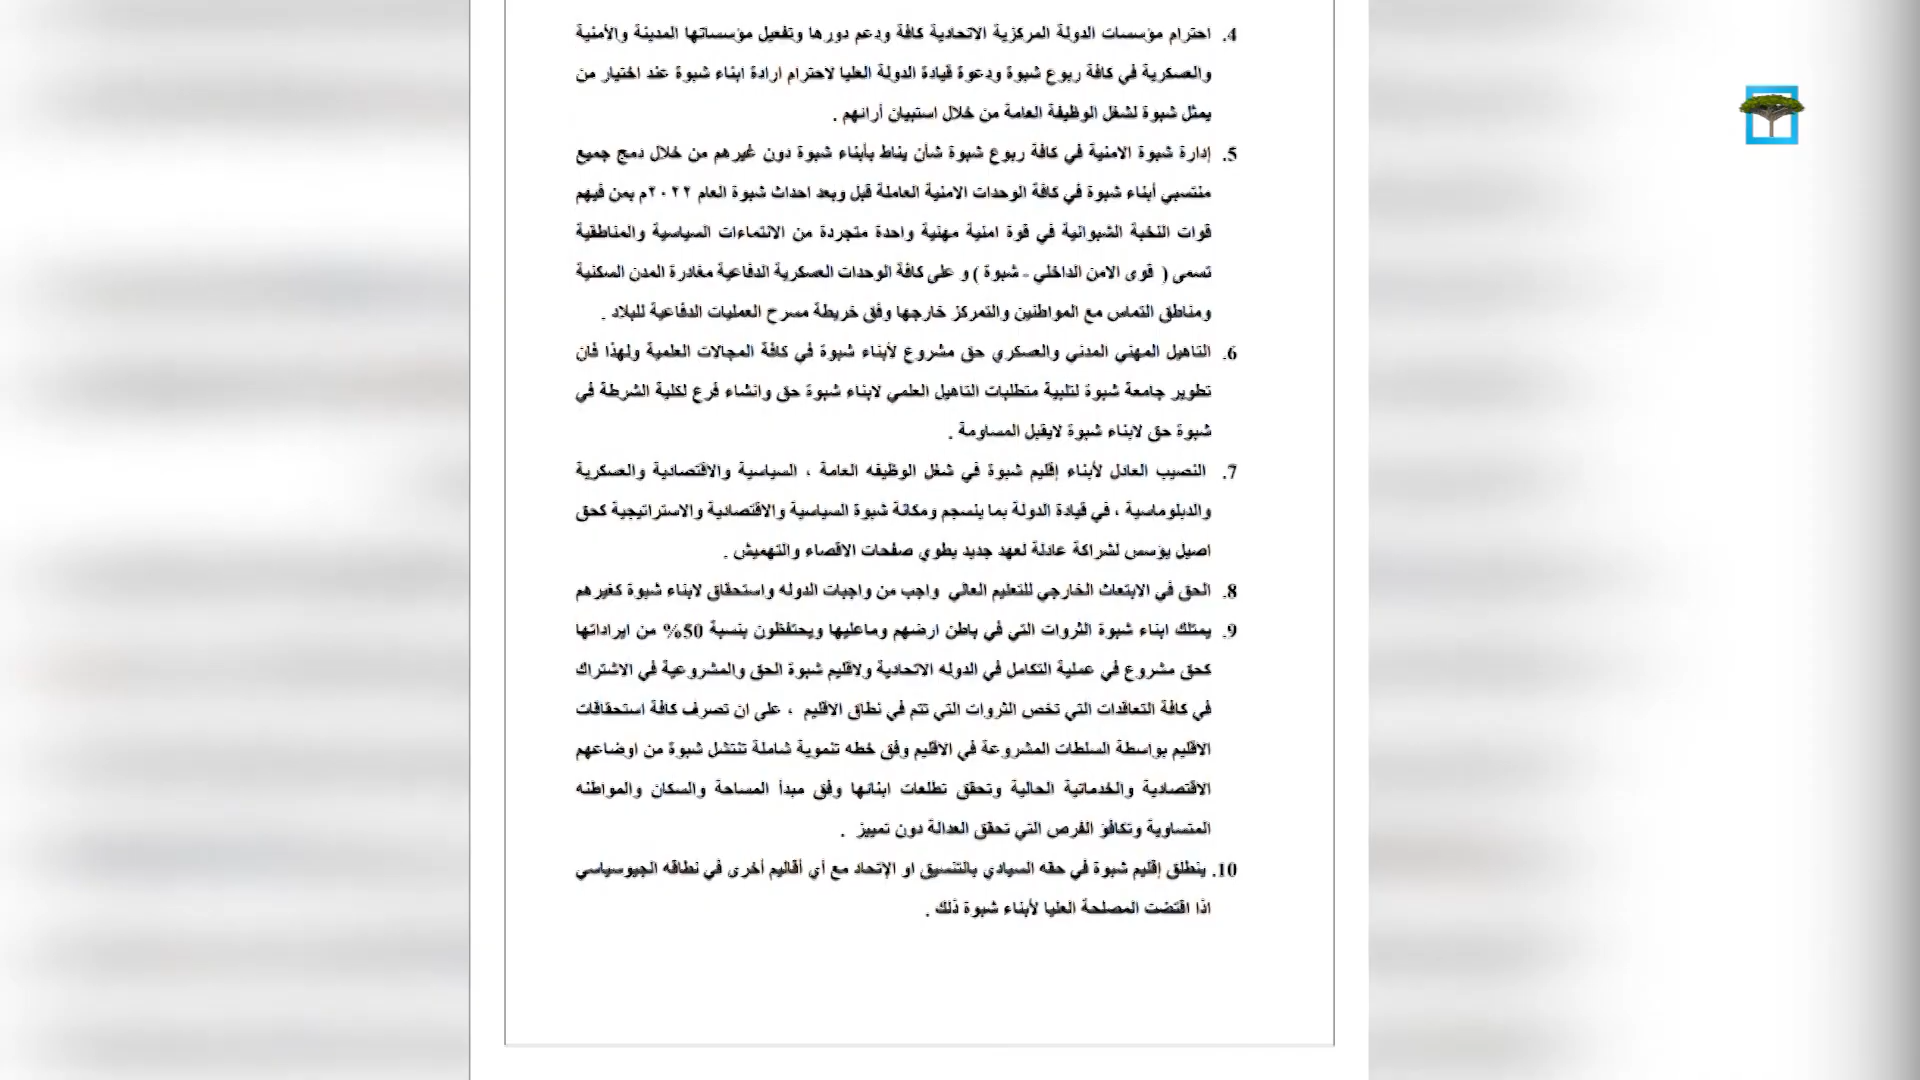 4. احترام مؤسسات الدولة المركزية الاتحادية كافة ودعم دورها وتفعيل مؤسساتها المدينة والأمنية
والعسكرية في كافة ربوع شبوة ودعوة قيادة الدولة العليا لاحترام ارادة ابناء شبوة عند اختيار من
يمثل شبوة لشغل الوظيفة العامة من خلال استبيان أرائهم .
5. إدارة شبوة الامنية في كافة ربوع شبوة شأن يناط بأبناء شبوة دون غيرهم من خلال دمج جميع
منتسبي أبناء شبوة في كافة الوحدات الامنية العاملة قبل وبعد احداث شبوة العام ٢٠٢٢م بمن فيهم
قوات النخبة الشبوانية في قوة امنية مهنية واحدة متجردة من الانتماءات السياسية والمناطقية
تسمى ( قوى الامن الداخلي - شبوة ) و على كافة الوحدات العسكرية الدفاعية مغادرة المدن السكنية
ومناطق التماس مع المواطنين والتمركز خارجها وفق خريطة مسرح العمليات الدفاعية للبلاد .
6. التاهيل المهني المدني والعسكري حق مشروع لأبناء شبوة في كافة المجالات العلمية ولهذا فان
تطوير جامعة شبوة لتلبية متطلبات التاهيل العلمي لابناء شبوة حق وانشاء فرع لكلية الشرطة في
شبوة حق لابناء شبوة لايقبل المساومة .
7. النصيب العادل لأبناء إقليم شبوة في شغل الوظيفه العامة ، السياسية والاقتصادية والعسكرية
والدبلوماسية ، في قيادة الدولة بما ينسجم ومكانة شبوة السياسية والاقتصادية والاستراتيجية كحق
اصيل يؤسس لشراكة عادلة لعهد جديد يطوي صفحات الاقصاء والتهميش .
8. الحق في الابتعاث الخارجي للتعليم العالي واجب من واجبات الدوله واستحقاق لابناء شبوة كغيرهم
9. يمتلك ابناء شبوة الثروات التي في باطن ارضهم وماعليها ويحتفظون بنسبة 50% من ايراداتها
كحق مشروع في عملية التكامل في الدوله الاتحادية ولاقليم شبوة الحق والمشروعية في الاشتراك
في كافة التعاقدات التي تخص الثروات التي تتم في نطاق الاقليم ، على ان تصرف كافة استحقاقات
الاقليم بواسطة السلطات المشروعة في الاقليم وفق خطه تنموية شاملة تنتشل شبوة من اوضاعهم
الاقتصادية والخدماتية الحالية وتحقق تطلعات ابنائها وفق مبدأ المساحة والسكان والمواطنه
المتساوية وتكافؤ الفرص التي تحقق العدالة دون تمييز .
10. ينطلق إقليم شبوة في حقه السيادي بالتنسيق او الإتحاد مع أي أقاليم أخرى في نطاقه الجيوسياسي
اذا اقتضت المصلحة العليا لأبناء شبوة ذلك .